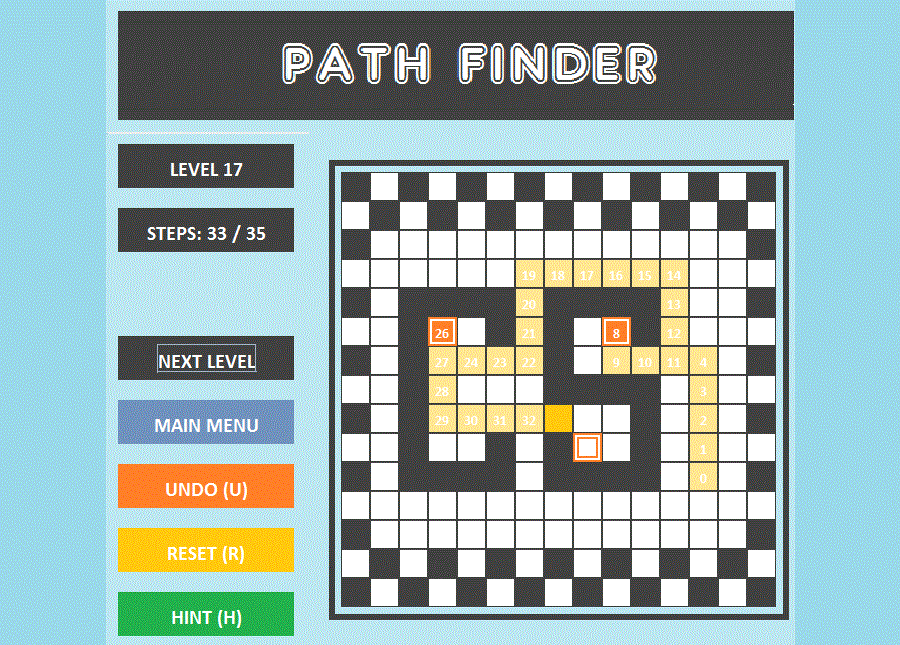 PATH FINDER
LEVEL 17
STEPS: 33 / 35
NEXT LEVEL
MAIN MENU
UNDO (U)
RESET (R)
HINT (H)
19 18 17 16 15 14
20 13
26 21 8 12
27 24 23 22 9 10 11 4
28 3
29 30 31 32 2
1
0